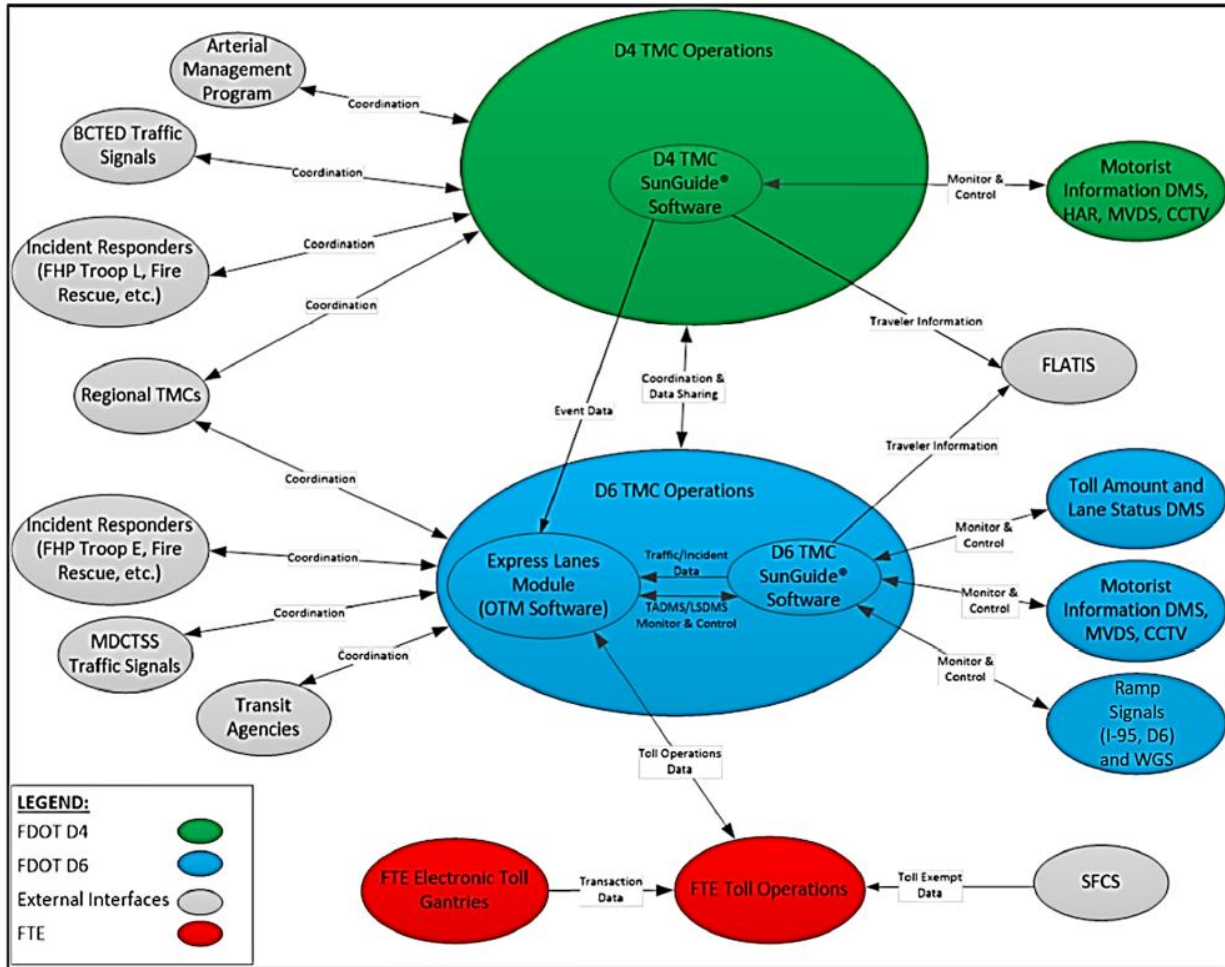 D4 TMC Operations
Arterial
Management
Program
Coordination
BCTED Traffic
Signals
Coordination
D4 TMC
SunGuide®
Software
Monitor &
Control
Motorist
Information DMS,
HAR, MVDS, CCTV
Incident Responders
(FHP Troop L, Fire
Rescue, etc.)
Coordination
Coordination
Traveler Information
FLATIS
Regional TMCs
Coordination &
Data Sharing
Event Data
Traveler Information
Coordination
D6 TMC Operations
Toll Amount and
Lane Status DMS
Monitor &
Control
Incident Responders
(FHP Troop E, Fire
Rescue, etc.)
Coordination
Express Lanes
Module
(OTM Software)
Traffic/Incident
Data
TADMS/LSDMS
Monitor & Control
D6 TMC
SunGuide®
Software
Monitor &
Control
Motorist
Information DMS,
MVDS, CCTV
Coordination
MDCTSS
Traffic Signals
Coordination
Monitor &
Control
Transit
Agencies
Ramp
Signals
(I-95, D6)
and WGS
Toll Operations
Data
LEGEND:
FDOT D4
FDOT D6
External Interfaces
FTE
FTE Electronic Toll
Gantries
Transaction
Data
FTE Toll Operations
Toll Exempt
Data
SFCS